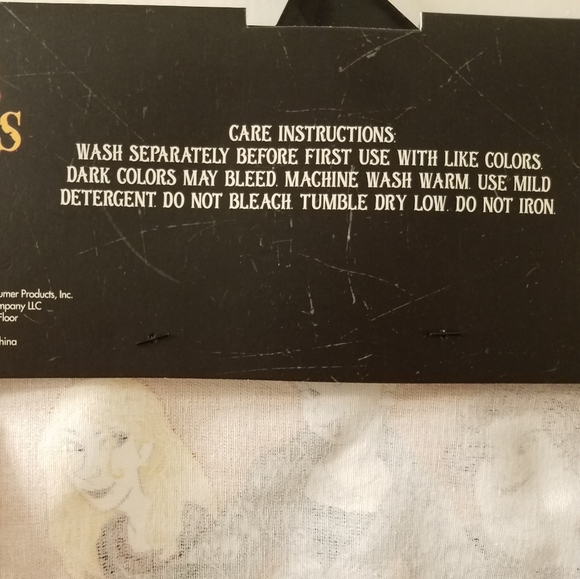 S
CARE INSTRUCTIONS:
WASH SEPARATELY BEFORE FIRST USE WITH LIKE COLORS.
DARK COLORS MAY BLEED. MACHINE WASH WARM. USE MILD
DETERGENT. DO NOT BLEACH. TUMBLE DRY LOW. DO NOT IRON.
umer Products, Inc.
mpany LLC
Floor
hina